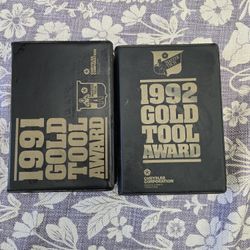 1991
GOLD
TOOL
AWARD
1992
GOLD
TOOL
AWARD
CHRYSLER
CORPORATION